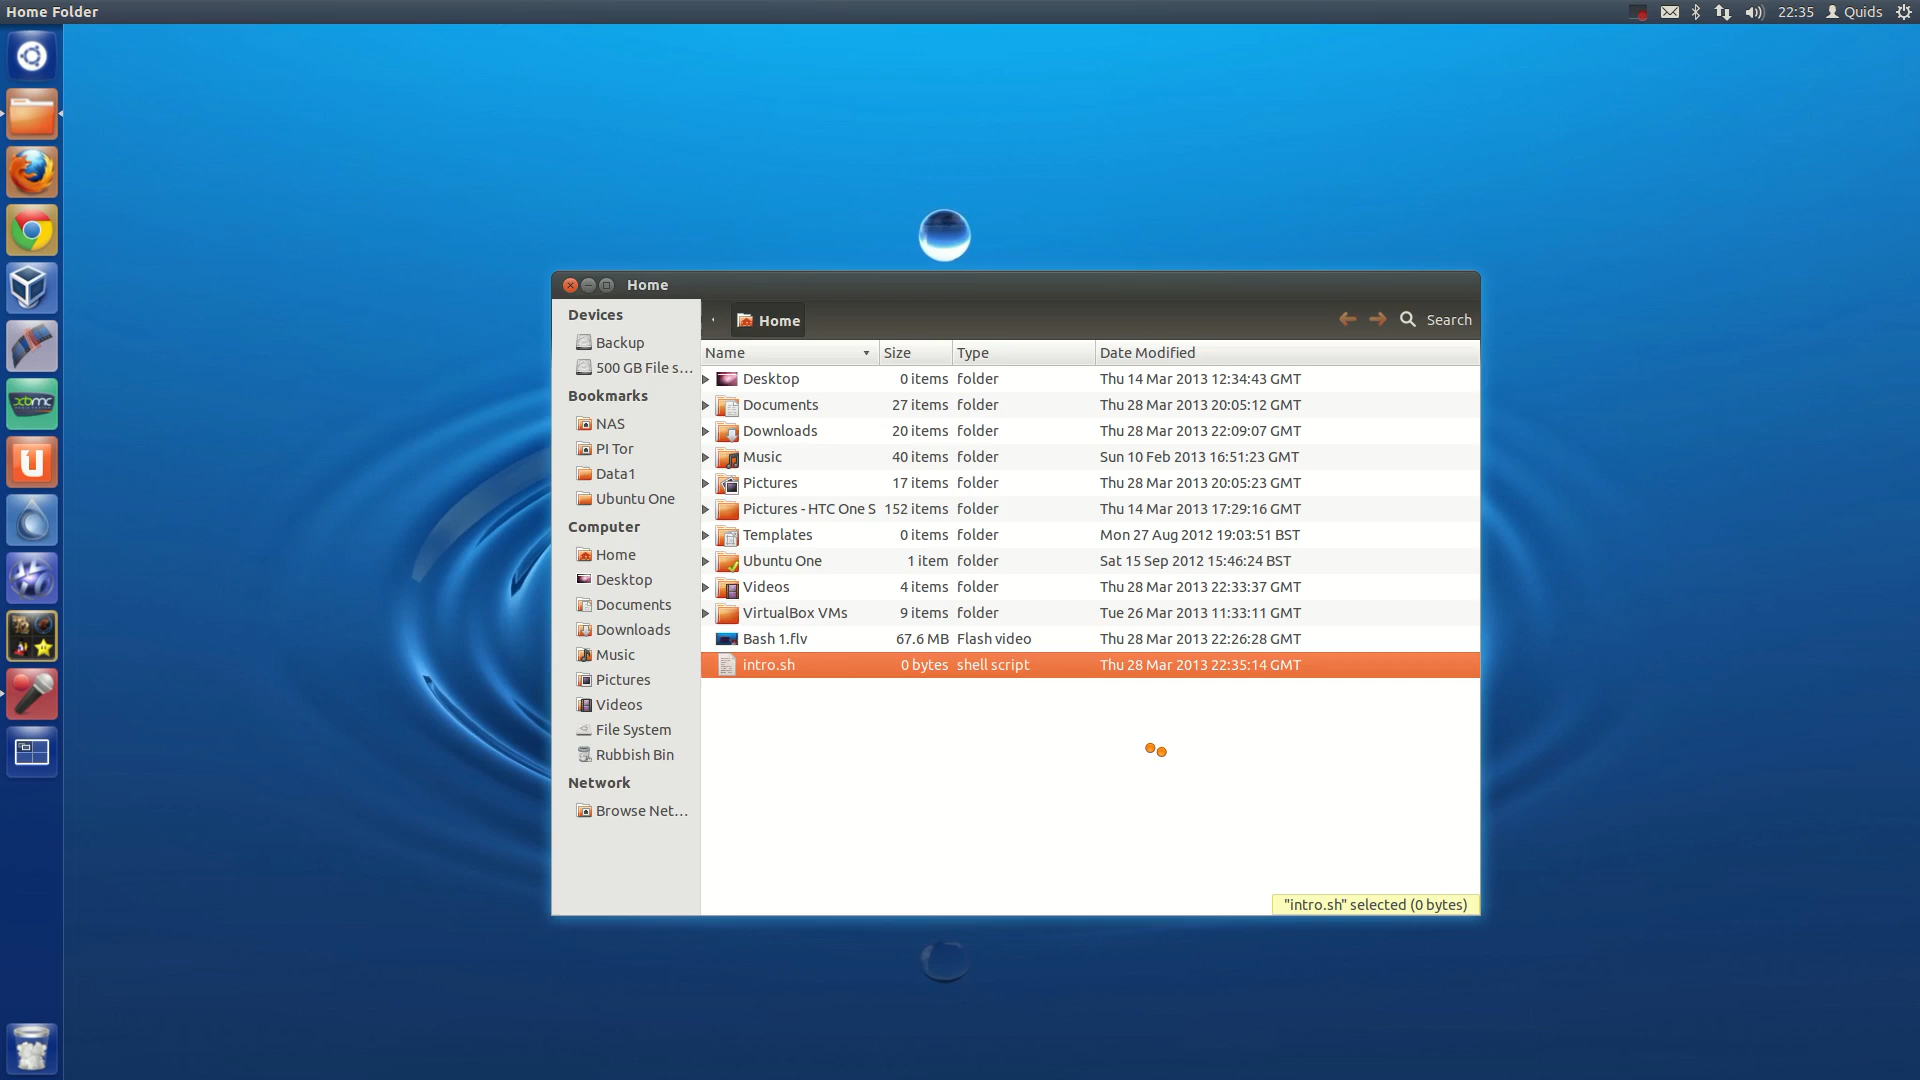 Home Folder
22:35 Quids
Home
Devices
Backup
500 GB File s...
Bookmarks
NAS
PI Tor
Data1
Ubuntu One
Computer
Home
Desktop
Documents
Downloads
Music
Pictures
Videos
File System
Rubbish Bin
Network
Browse Net...
Home
Search
Name Size Type Date Modified
Desktop 0 items folder Thu 14 Mar 2013 12:34:43 GMT
Documents 27 items folder Thu 28 Mar 2013 20:05:12 GMT
Downloads 20 items folder Thu 28 Mar 2013 22:09:07 GMT
Music 40 items folder Sun 10 Feb 2013 16:51:23 GMT
Pictures 17 items folder Thu 28 Mar 2013 20:05:23 GMT
Pictures - HTC One S 152 items folder Thu 14 Mar 2013 17:29:16 GMT
Templates 0 items folder Mon 27 Aug 2012 19:03:51 BST
Ubuntu One 1 item folder Sat 15 Sep 2012 15:46:24 BST
Videos 4 items folder Thu 28 Mar 2013 22:33:37 GMT
VirtualBox VMs 9 items folder Tue 26 Mar 2013 11:33:11 GMT
Bash 1.flv 67.6 MB Flash video Thu 28 Mar 2013 22:26:28 GMT
intro.sh 0 bytes shell script Thu 28 Mar 2013 22:35:14 GMT
"intro.sh" selected (0 bytes)
xbmc
U